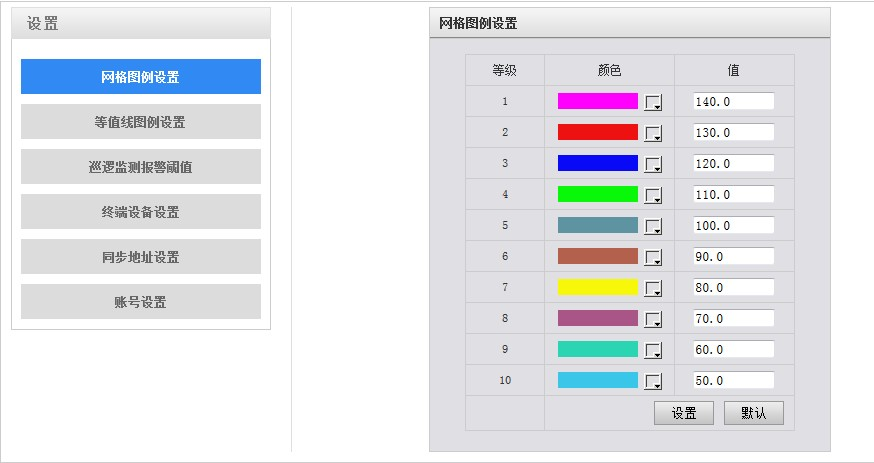 设置
网格图例设置
等值线图例设置
巡逻监测报警阈值
终端设备设置
同步地址设置
账号设置
网格图例设置
等级 颜色 值
1 140.0
2 130.0
3 120.0
4 110.0
5 100.0
6 90.0
7 80.0
8 70.0
9 60.0
10 50.0
设置 默认